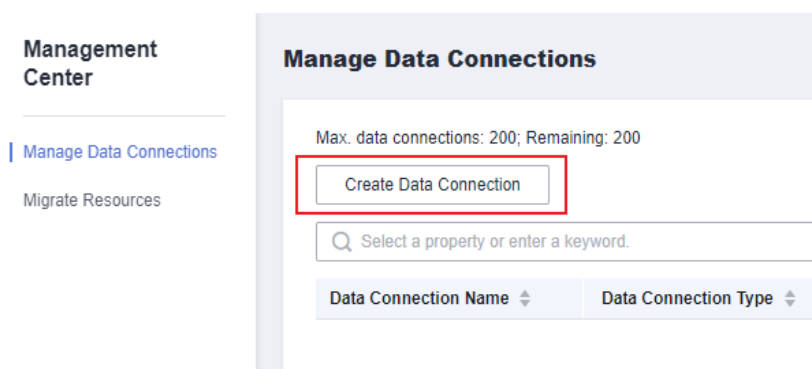 Management
Center
Manage Data Connections
Migrate Resources
Manage Data Connections
Max. data connections: 200; Remaining: 200
Create Data Connection
Select a property or enter a keyword.
Data Connection Name
Data Connection Type